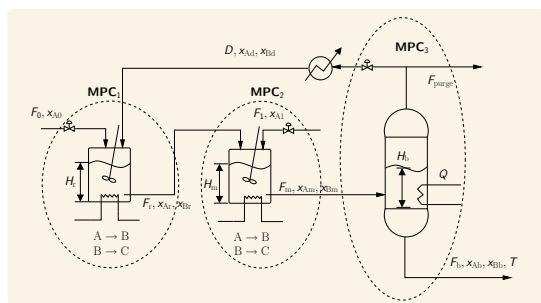 D, x_Ad, x_Bd
MPC_3
MPC_1
MPC_2
F_purge
F_0, x_A0
F_1, x_A1
H_r
H_m
H_b
Q
F_r, x_Ar, x_Br
F_m, x_Am, x_Bm
A → B
B → C
A → B
B → C
F_b, x_Ab, x_Bb, T